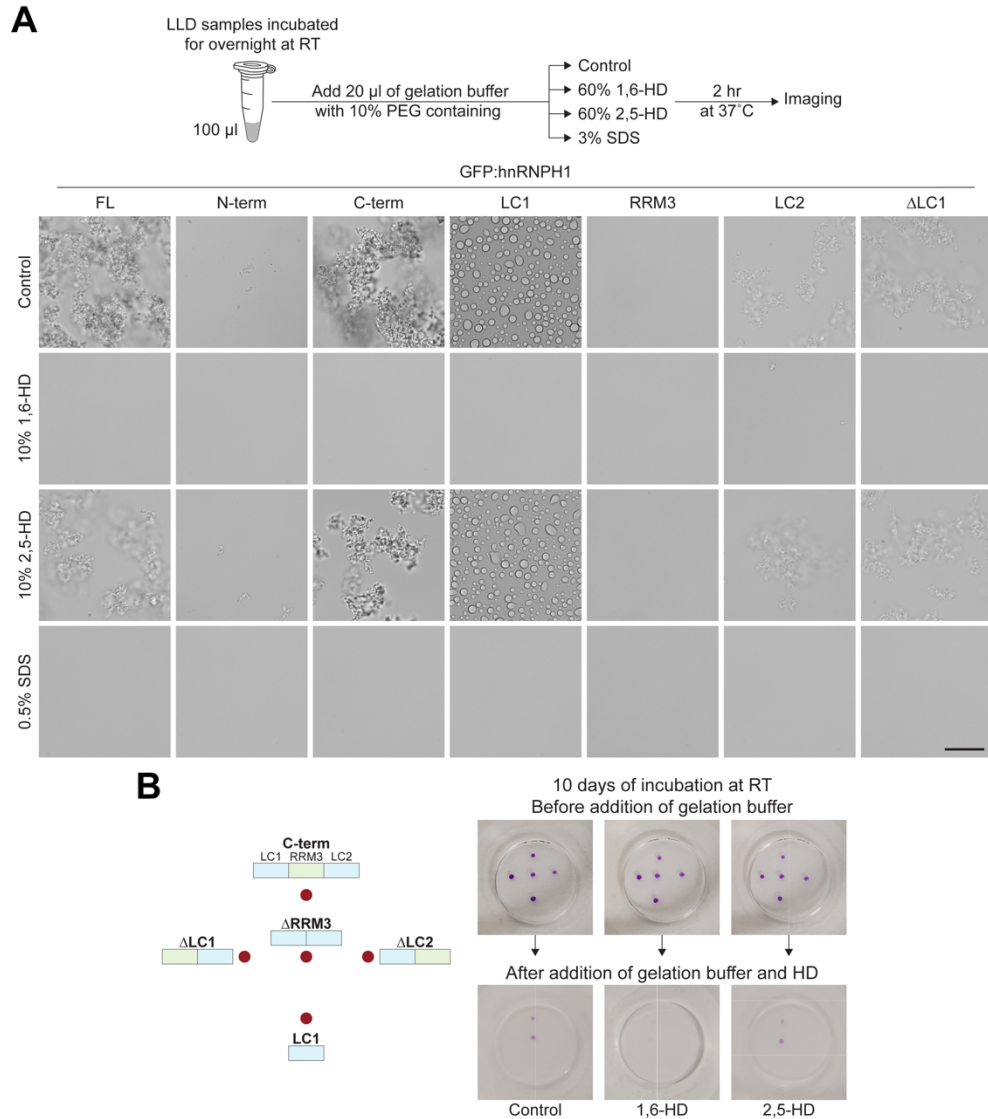 A
LLD samples incubated
for overnight at RT
100 µl
Add 20 µl of gelation buffer
with 10% PEG containing
Control
60% 1,6-HD
60% 2,5-HD
3% SDS
2 hr
at 37˚C
Imaging
GFP:hnRNPH1
FL N-term C-term LC1 RRM3 LC2 ΔLC1
Control
10% 1,6-HD
10% 2,5-HD
0.5% SDS
B
C-term
LC1 RRM3 LC2
ΔRRM3
ΔLC1
ΔLC2
LC1
10 days of incubation at RT
Before addition of gelation buffer
After addition of gelation buffer and HD
Control 1,6-HD 2,5-HD